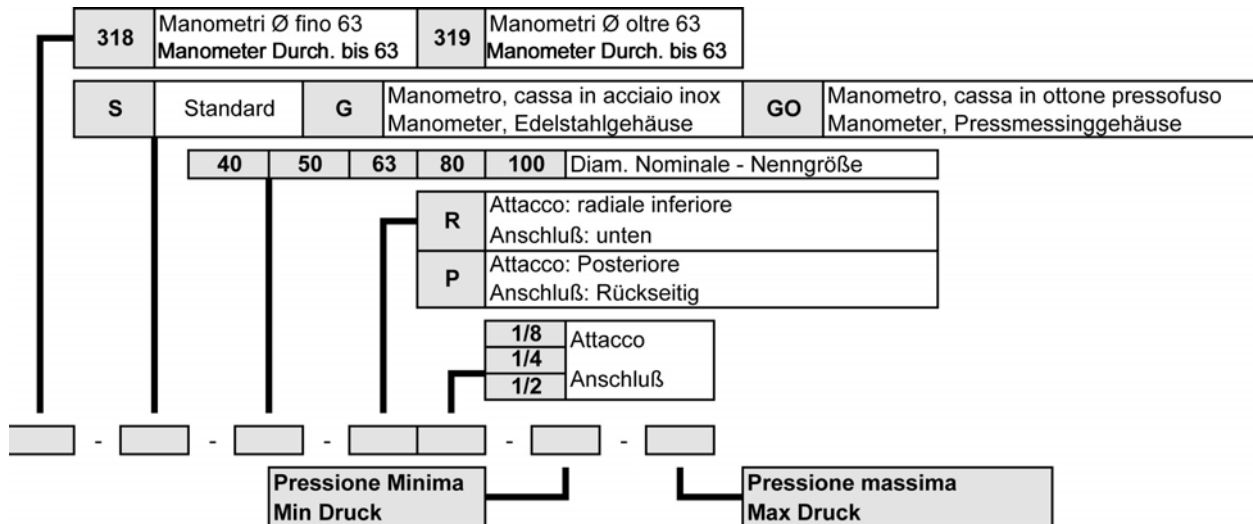 318 Manometri Ø fino 63 319 Manometri Ø oltre 63
Manometer Durch. bis 63 Manometer Durch. bis 63
S Standard G Manometro, cassa in acciaio inox GO Manometro, cassa in ottone pressofuso
Manometer, Edelstahlgehäuse Manometer, Pressmessinggehäuse
40 50 63 80 100 Diam. Nominale - Nenngröße
R Attacco: radiale inferiore
Anschluß: unten
P Attacco: Posteriore
Anschluß: Rückseitig
1/8 Attacco
1/4
1/2 Anschluß
- - - - -
Pressione Minima Pressione massima
Min Druck Max Druck